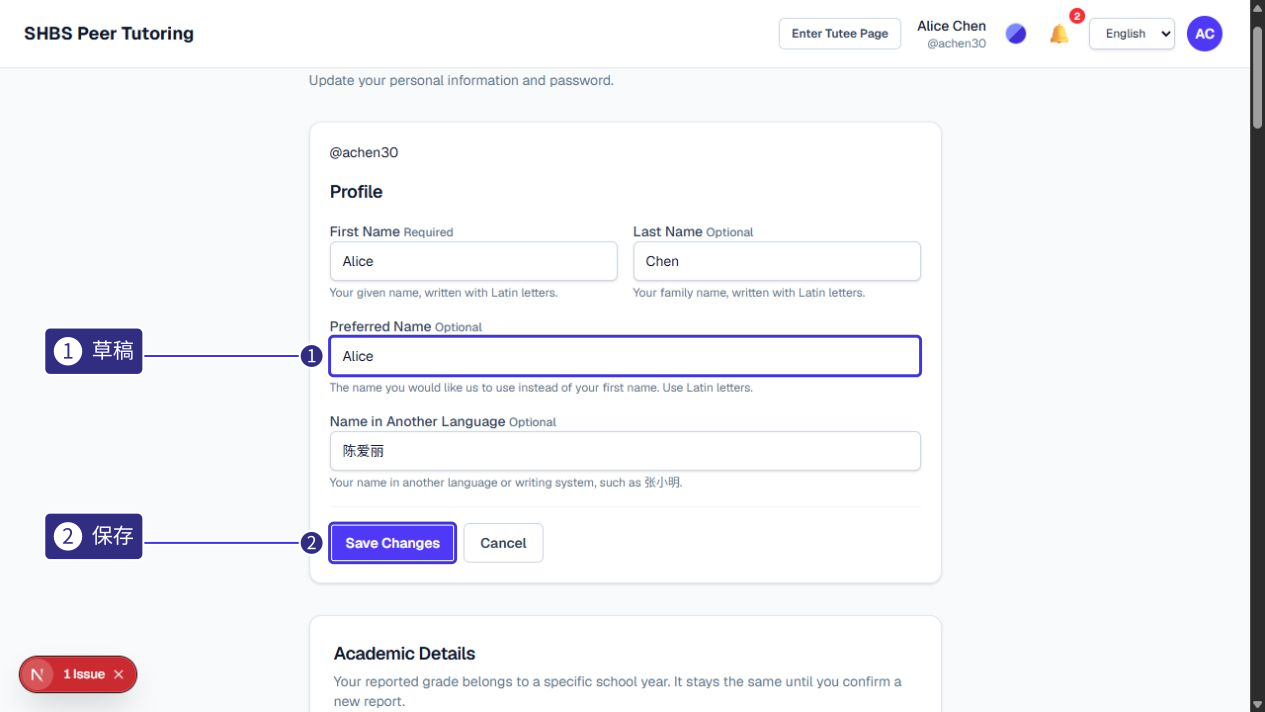 SHBS Peer Tutoring
Enter Tutee Page
Alice Chen
@achen30
2
English
AC
Update your personal information and password.
@achen30
Profile
First Name Required
Last Name Optional
Alice
Chen
Your given name, written with Latin letters.
Your family name, written with Latin letters.
Preferred Name Optional
1 草稿
1
Alice
The name you would like us to use instead of your first name. Use Latin letters.
Name in Another Language Optional
陈爱丽
Your name in another language or writing system, such as 张小明.
2 保存
2
Save Changes
Cancel
Academic Details
Your reported grade belongs to a specific school year. It stays the same until you confirm a
new report.
N 1 Issue ×